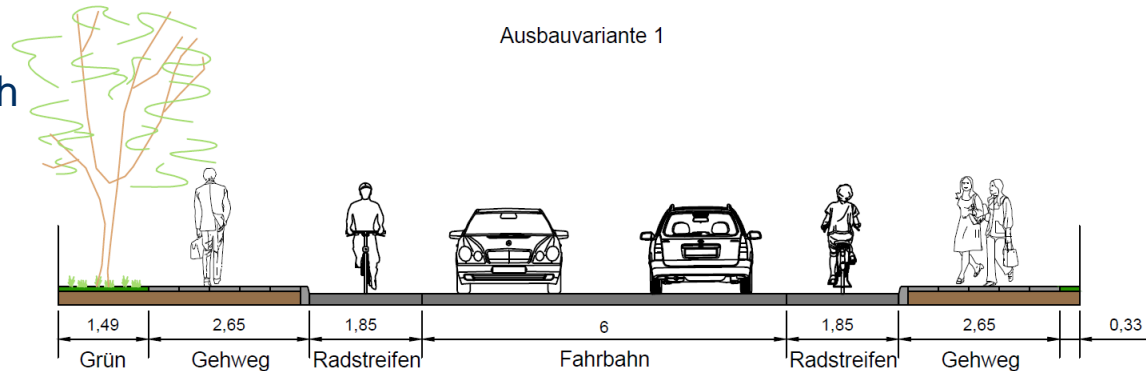 Ausbauvariante 1
h
1,49 2,65 1,85 6 1,85 2,65 0,33
Grün Gehweg Radstreifen Fahrbahn Radstreifen Gehweg